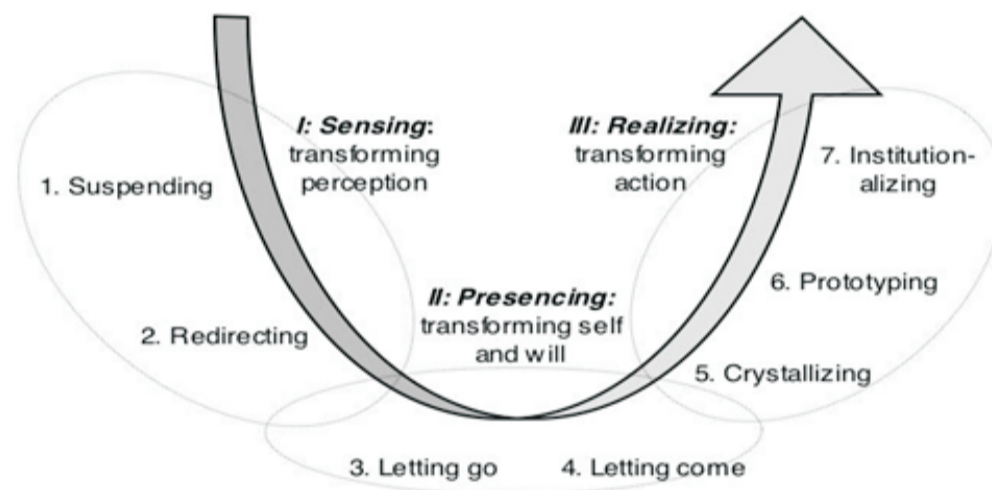 I: Sensing:
transforming
perception
1. Suspending
2. Redirecting
II: Presencing:
transforming self
and will
3. Letting go
4. Letting come
III: Realizing:
transforming
action
5. Crystallizing
6. Prototyping
7. Institution-
alizing